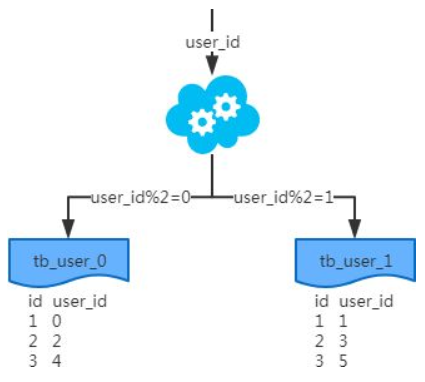 user_id
user_id%2=0
user_id%2=1
tb_user_0
tb_user_1
id user_id
1 0
2 2
3 4
id user_id
1 1
2 3
3 5